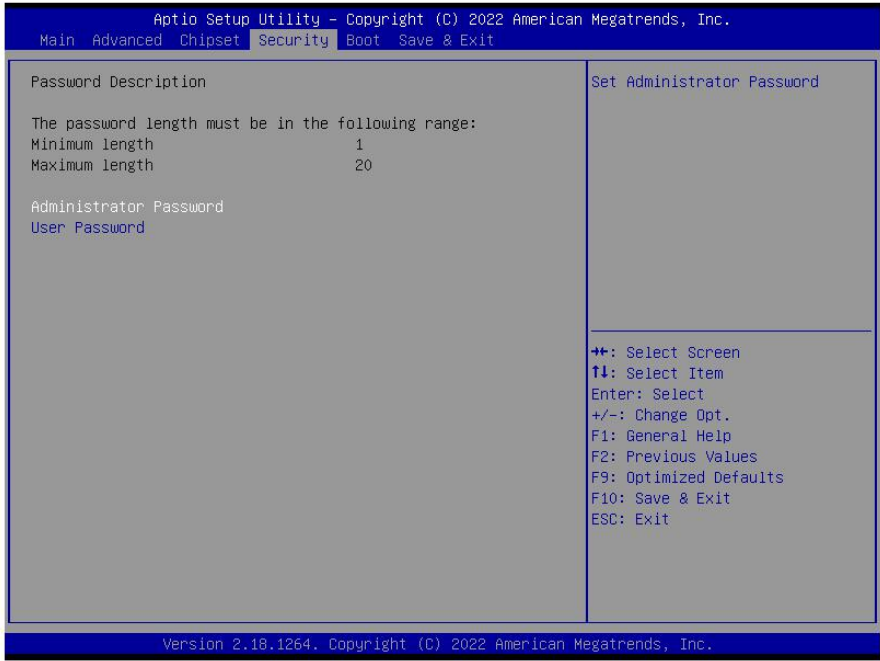 Aptio Setup Utility – Copyright (C) 2022 American Megatrends, Inc.
Main Advanced Chipset Security Boot Save & Exit
Password Description
The password length must be in the following range:
Minimum length 1
Maximum length 20
Administrator Password
User Password
Set Administrator Password
→←: Select Screen
↑↓: Select Item
Enter: Select
+/-: Change Opt.
F1: General Help
F2: Previous Values
F9: Optimized Defaults
F10: Save & Exit
ESC: Exit
Version 2.18.1264. Copyright (C) 2022 American Megatrends, Inc.